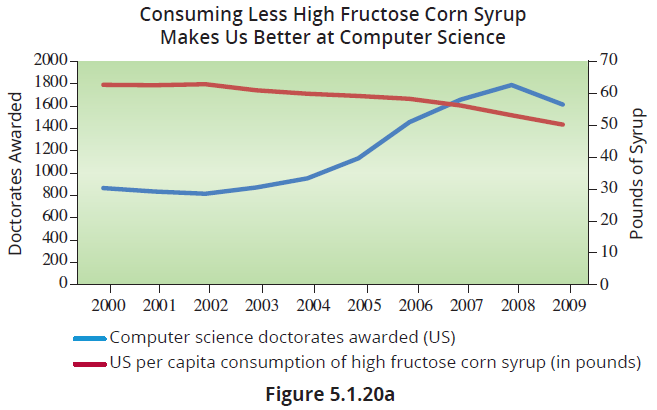 Consuming Less High Fructose Corn Syrup
Makes Us Better at Computer Science
Doctorates Awarded
2000
1800
1600
1400
1200
1000
800
600
400
200
0
70
60
50
40
30
20
10
0
Pounds of Syrup
2000 2001 2002 2003 2004 2005 2006 2007 2008 2009
Computer science doctorates awarded (US)
US per capita consumption of high fructose corn syrup (in pounds)
Figure 5.1.20a